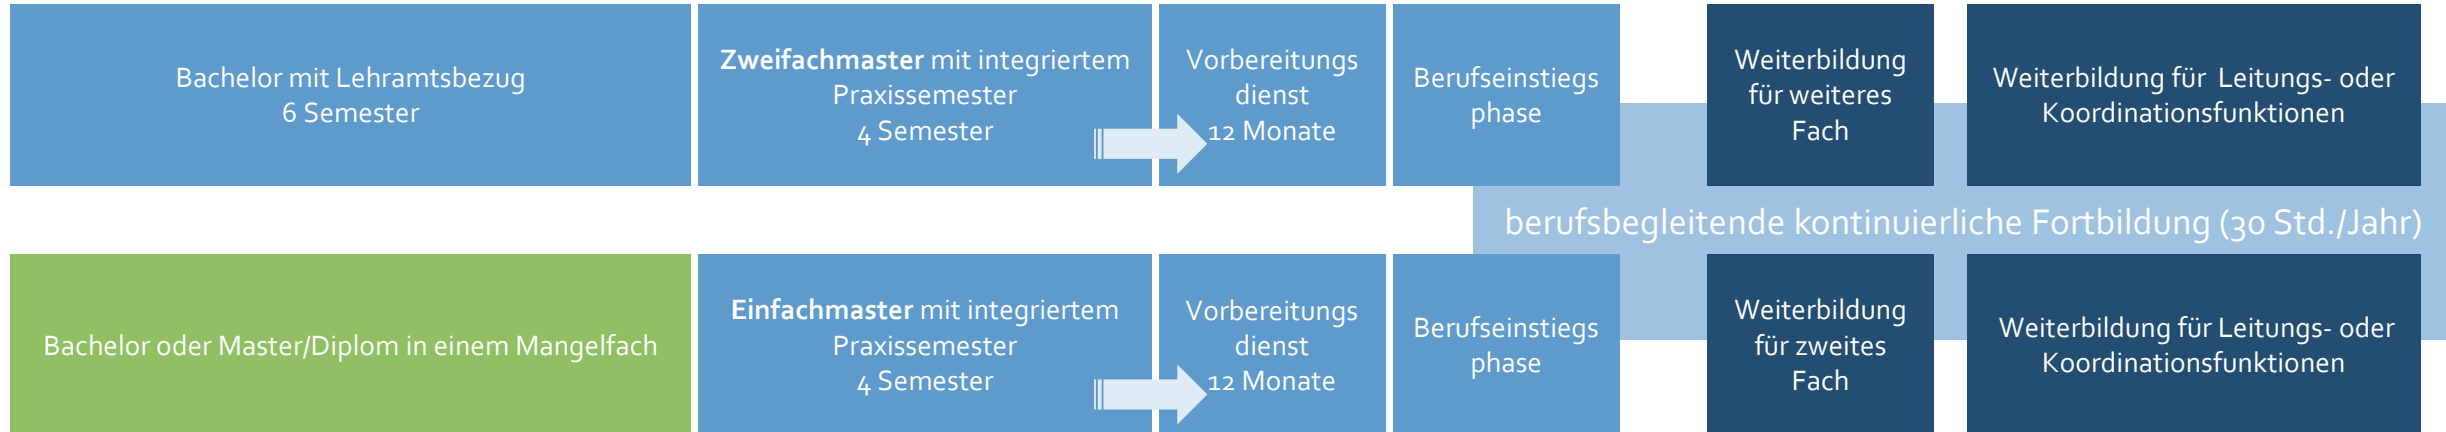 Bachelor mit Lehramtsbezug
6 Semester
Zweifachmaster mit integriertem
Praxissemester
4 Semester
Vorbereitungs
dienst
12 Monate
Berufseinstiegs
phase
Weiterbildung
für weiteres
Fach
Weiterbildung für Leitungs- oder
Koordinationsfunktionen
berufsbegleitende kontinuierliche Fortbildung (30 Std./Jahr)
Bachelor oder Master/Diplom in einem Mangelfach
Einfachmaster mit integriertem
Praxissemester
4 Semester
Vorbereitungs
dienst
12 Monate
Berufseinstiegs
phase
Weiterbildung
für zweites
Fach
Weiterbildung für Leitungs- oder
Koordinationsfunktionen